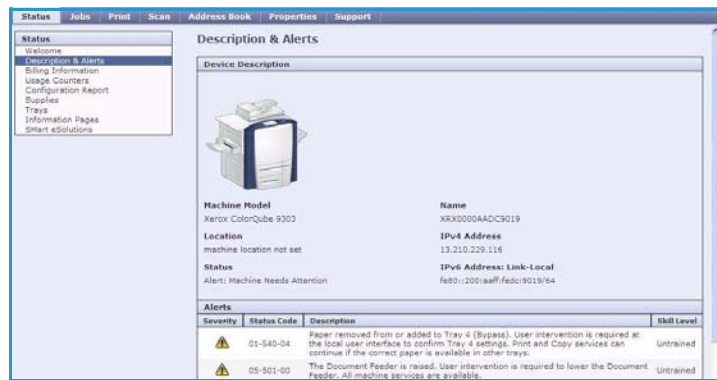 Status Jobs Print Scan Address Book Properties Support
Status
Welcome
Description & Alerts
Billing Information
Usage Counters
Configuration Report
Supplies
Trays
Information Pages
SMart eSolutions
Description & Alerts
Device Description
Machine Model
Xerox ColorQube 9303
Name
XRX0000AADC9019
Location
machine location not set
IPv4 Address
13.210.229.116
Status
Alert: Machine Needs Attention
IPv6 Address: Link-Local
fe80::200:aaff:fedc:9019/64
Alerts
Severity Status Code Description Skill Level
01-540-04
Paper removed from or added to Tray 4 (Bypass). User intervention is required at
the local user interface to confirm Tray 4 settings. Print and Copy services can
continue if the correct paper is available in other trays.
Untrained
05-501-00
The Document Feeder is raised. User intervention is required to lower the Document
Feeder. All machine services are available.
Untrained